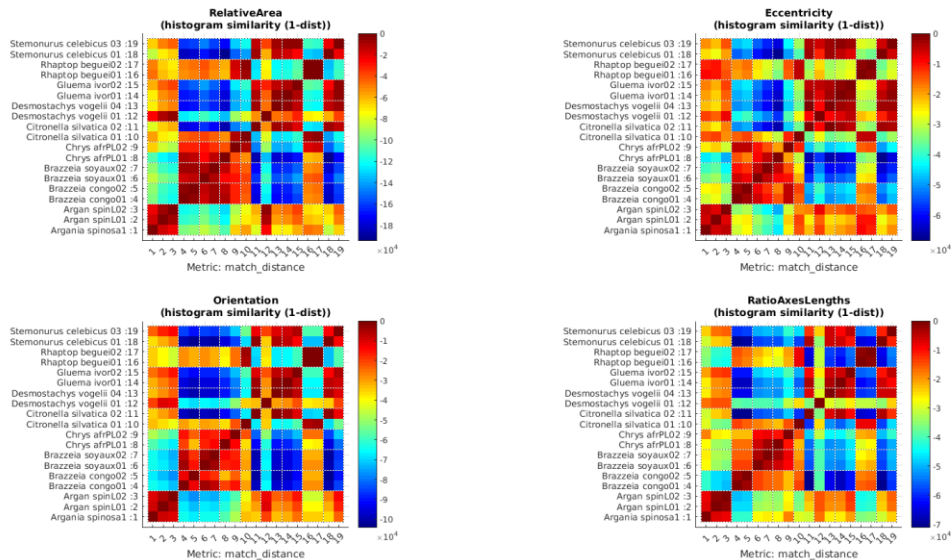 RelativeArea
(histogram similarity (1-dist))
Stemonurus celebicus 03 :19
Stemonurus celebicus 01 :18
Rhaptop beguei02 :17
Rhaptop beguei01 :16
Gluema ivor02 :15
Gluema ivor01 :14
Desmostachys vogelii 04 :13
Desmostachys vogelii 01 :12
Citronella silvatica 02 :11
Citronella silvatica 01 :10
Chrys afrPL02 :9
Chrys afrPL01 :8
Brazzeia soyaux02 :7
Brazzeia soyaux01 :6
Brazzeia congo02 :5
Brazzeia congo01 :4
Argan spinL02 :3
Argan spinL01 :2
Argania spinosa1 :1
1 2 3 4 5 6 7 8 9 10 11 12 13 14 15 16 17 18 19
Metric: match_distance
0
-2
-4
-6
-8
-10
-12
-14
-16
-18
×10⁴
Eccentricity
(histogram similarity (1-dist))
Stemonurus celebicus 03 :19
Stemonurus celebicus 01 :18
Rhaptop beguei02 :17
Rhaptop beguei01 :16
Gluema ivor02 :15
Gluema ivor01 :14
Desmostachys vogelii 04 :13
Desmostachys vogelii 01 :12
Citronella silvatica 02 :11
Citronella silvatica 01 :10
Chrys afrPL02 :9
Chrys afrPL01 :8
Brazzeia soyaux02 :7
Brazzeia soyaux01 :6
Brazzeia congo02 :5
Brazzeia congo01 :4
Argan spinL02 :3
Argan spinL01 :2
Argania spinosa1 :1
1 2 3 4 5 6 7 8 9 10 11 12 13 14 15 16 17 18 19
Metric: match_distance
0
-1
-2
-3
-4
-5
-6
×10⁴
Orientation
(histogram similarity (1-dist))
Stemonurus celebicus 03 :19
Stemonurus celebicus 01 :18
Rhaptop beguei02 :17
Rhaptop beguei01 :16
Gluema ivor02 :15
Gluema ivor01 :14
Desmostachys vogelii 04 :13
Desmostachys vogelii 01 :12
Citronella silvatica 02 :11
Citronella silvatica 01 :10
Chrys afrPL02 :9
Chrys afrPL01 :8
Brazzeia soyaux02 :7
Brazzeia soyaux01 :6
Brazzeia congo02 :5
Brazzeia congo01 :4
Argan spinL02 :3
Argan spinL01 :2
Argania spinosa1 :1
1 2 3 4 5 6 7 8 9 10 11 12 13 14 15 16 17 18 19
Metric: match_distance
0
-1
-2
-3
-4
-5
-6
-7
-8
-9
-10
×10⁴
RatioAxesLengths
(histogram similarity (1-dist))
Stemonurus celebicus 03 :19
Stemonurus celebicus 01 :18
Rhaptop beguei02 :17
Rhaptop beguei01 :16
Gluema ivor02 :15
Gluema ivor01 :14
Desmostachys vogelii 04 :13
Desmostachys vogelii 01 :12
Citronella silvatica 02 :11
Citronella silvatica 01 :10
Chrys afrPL02 :9
Chrys afrPL01 :8
Brazzeia soyaux02 :7
Brazzeia soyaux01 :6
Brazzeia congo02 :5
Brazzeia congo01 :4
Argan spinL02 :3
Argan spinL01 :2
Argania spinosa1 :1
1 2 3 4 5 6 7 8 9 10 11 12 13 14 15 16 17 18 19
Metric: match_distance
0
-1
-2
-3
-4
-5
-6
-7
×10⁴